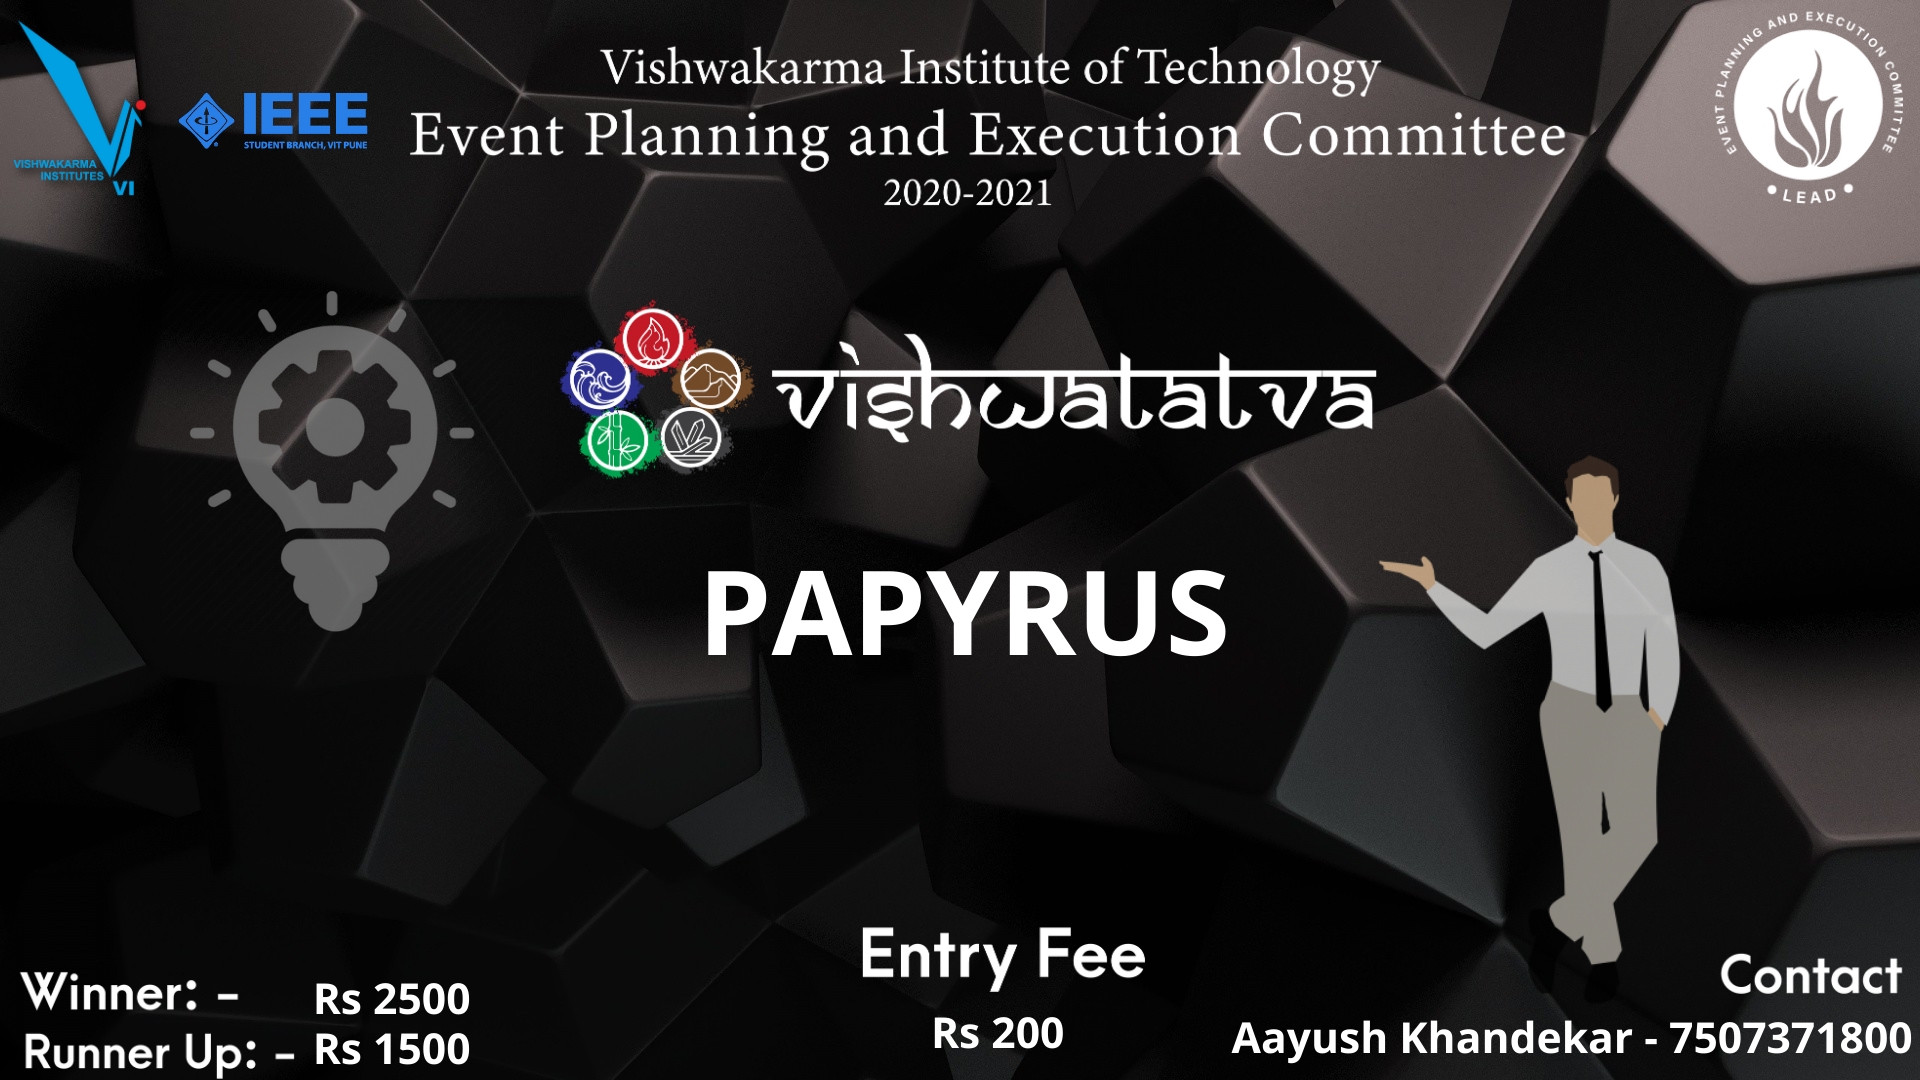 VISHWAKARMA
INSTITUTES
VI
IEEE
STUDENT BRANCH, VIT PUNE
Vishwakarma Institute of Technology
Event Planning and Execution Committee
2020-2021
EVENT PLANNING AND EXECUTION COMMITTEE
• LEAD •
vishwatatva
PAPYRUS
Winner: - Rs 2500
Runner Up: - Rs 1500
Entry Fee
Rs 200
Contact
Aayush Khandekar - 7507371800